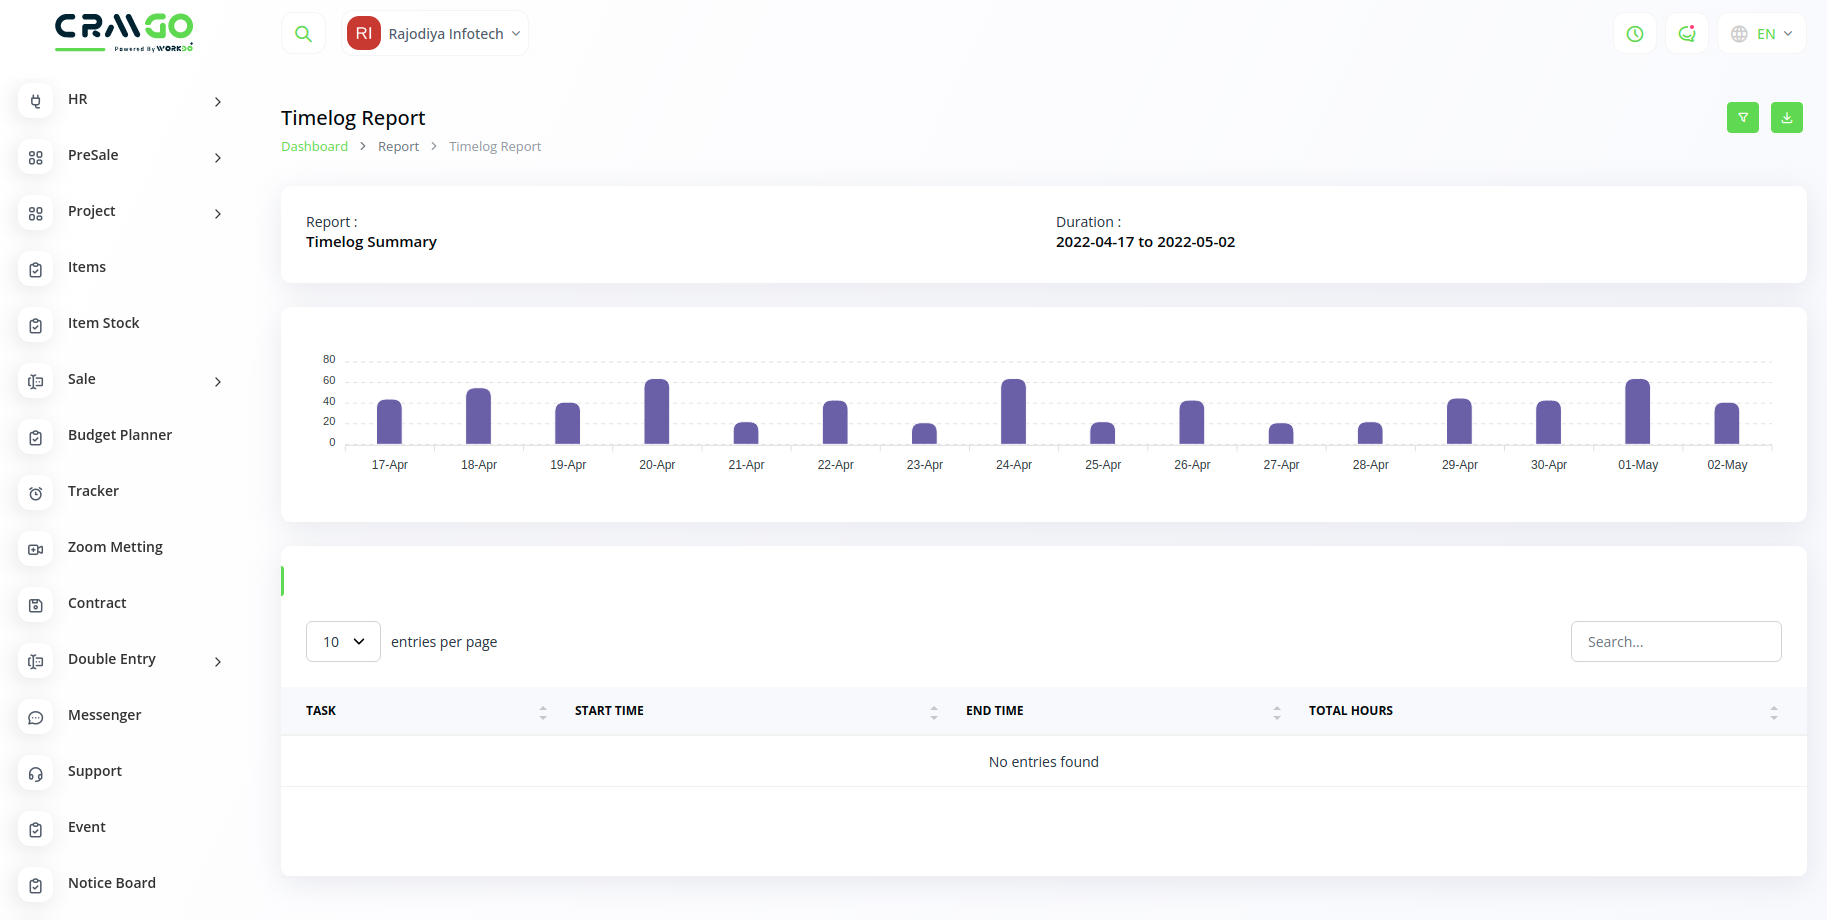 CRMGO
Powered By WORKDO
RI Rajodiya Infotech
EN
HR
PreSale
Project
Items
Item Stock
Sale
Budget Planner
Tracker
Zoom Metting
Contract
Double Entry
Messenger
Support
Event
Notice Board
Timelog Report
Dashboard > Report > Timelog Report
Report :
Timelog Summary
Duration :
2022-04-17 to 2022-05-02
80
60
40
20
0
17-Apr 18-Apr 19-Apr 20-Apr 21-Apr 22-Apr 23-Apr 24-Apr 25-Apr 26-Apr 27-Apr 28-Apr 29-Apr 30-Apr 01-May 02-May
10 entries per page
Search...
TASK START TIME END TIME TOTAL HOURS
No entries found